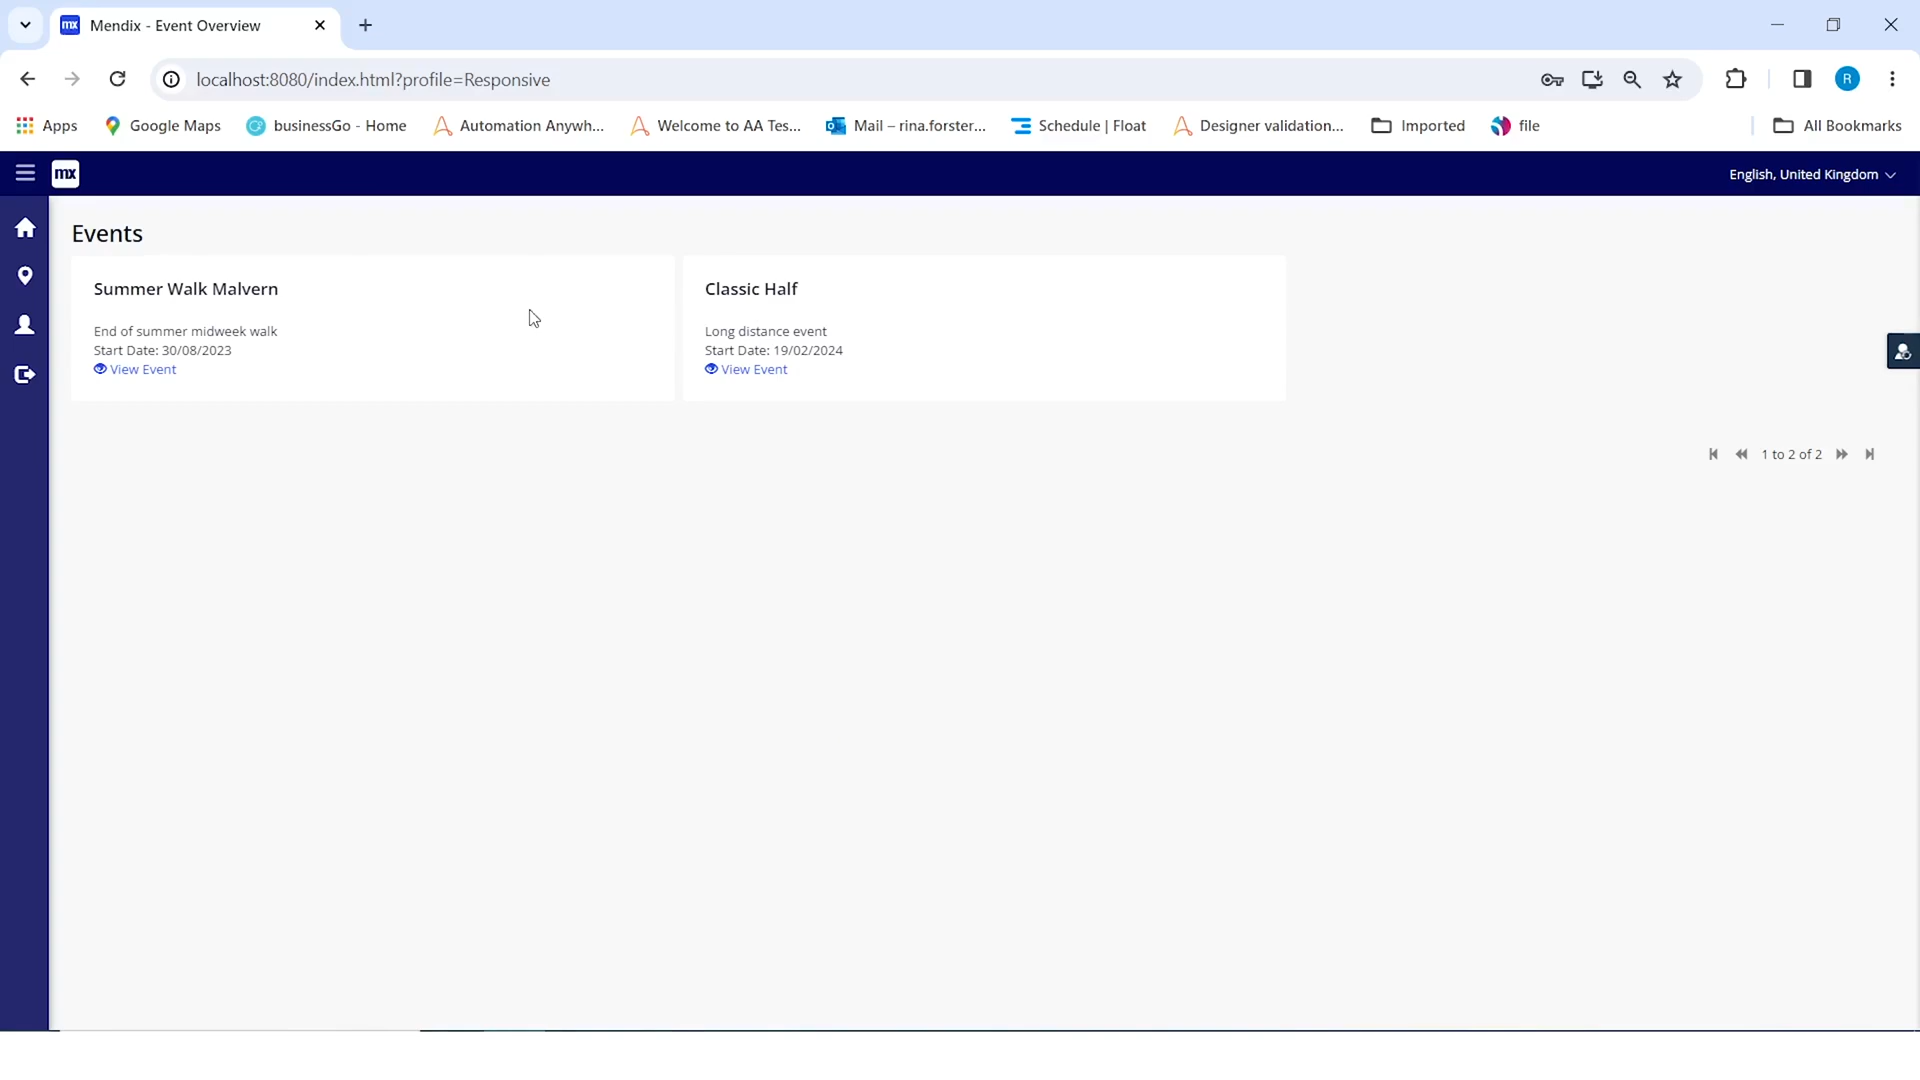 mx Mendix - Event Overview
localhost:8080/index.html?profile=Responsive
R
Apps Google Maps businessGo - Home Automation Anywh... Welcome to AA Tes... Mail – rina.forster... Schedule | Float Designer validation... Imported file All Bookmarks
mx English, United Kingdom
Events
Summer Walk Malvern
End of summer midweek walk
Start Date: 30/08/2023
View Event
Classic Half
Long distance event
Start Date: 19/02/2024
View Event
1 to 2 of 2